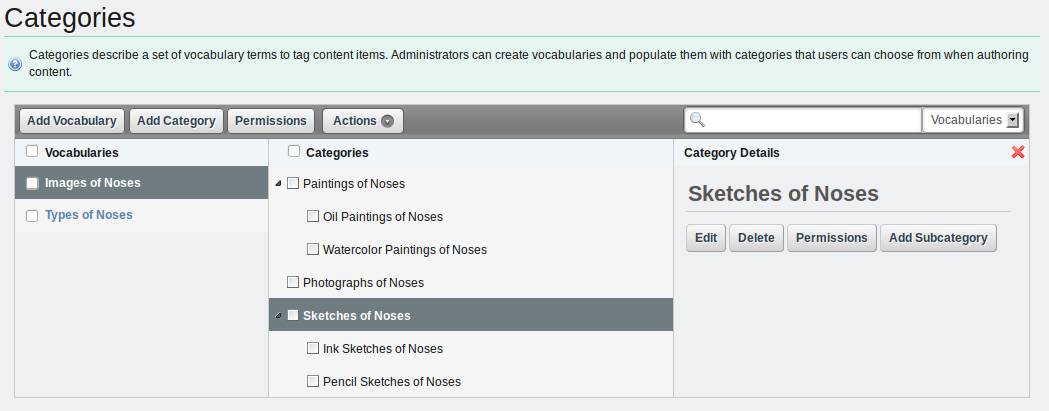 Categories
Categories describe a set of vocabulary terms to tag content items. Administrators can create vocabularies and populate them with categories that users can choose from when authoring
content.
Add Vocabulary Add Category Permissions Actions Vocabularies
Vocabularies Categories Category Details
Images of Noses Paintings of Noses Sketches of Noses
Types of Noses Oil Paintings of Noses
Edit Delete Permissions Add Subcategory
Watercolor Paintings of Noses
Photographs of Noses
Sketches of Noses
Ink Sketches of Noses
Pencil Sketches of Noses